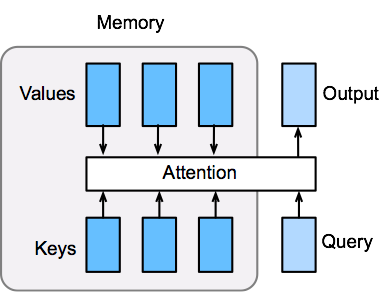 Memory
Values
Output
Attention
Keys
Query